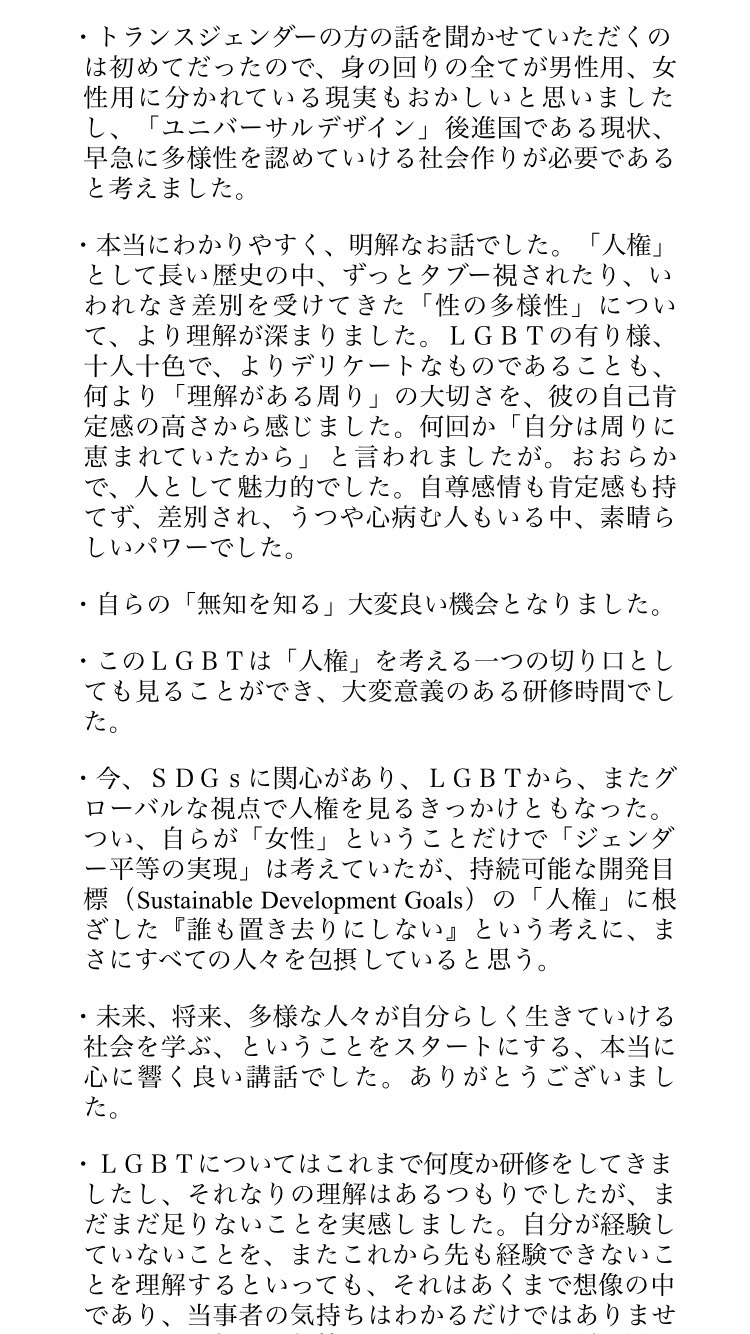 ・トランスジェンダーの方の話を聞かせていただくの
は初めてだったので、身の回りの全てが男性用、女
性用に分かれている現実もおかしいと思いました
し、「ユニバーサルデザイン」後進国である現状、
早急に多様性を認めていける社会作りが必要である
と考えました。
・本当にわかりやすく、明解なお話でした。「人権」
として長い歴史の中、ずっとタブー視されたり、い
われなき差別を受けてきた「性の多様性」につい
て、より理解が深まりました。ＬＧＢＴの有り様、
十人十色で、よりデリケートなものであることも、
何より「理解がある周り」の大切さを、彼の自己肯
定感の高さから感じました。何回か「自分は周りに
恵まれていたから」と言われましたが。おおらか
で、人として魅力的でした。自尊感情も肯定感も持
てず、差別され、うつや心病む人もいる中、素晴ら
しいパワーでした。
・自らの「無知を知る」大変良い機会となりました。
・このＬＧＢＴは「人権」を考える一つの切り口とし
ても見ることができ、大変意義のある研修時間でし
た。
・今、ＳＤＧｓに関心があり、ＬＧＢＴから、またグ
ローバルな視点で人権を見るきっかけともなった。
つい、自らが「女性」ということだけで「ジェンダ
ー平等の実現」は考えていたが、持続可能な開発目
標（Sustainable Development Goals）の「人権」に根
ざした『誰も置き去りにしない』という考えに、ま
さにすべての人々を包摂していると思う。
・未来、将来、多様な人々が自分らしく生きていける
社会を学ぶ、ということをスタートにする、本当に
心に響く良い講話でした。ありがとうございまし
た。
・ＬＧＢＴについてはこれまで何度か研修をしてきま
したし、それなりの理解はあるつもりでしたが、ま
だまだ足りないことを実感しました。自分が経験し
ていないことを、またこれから先も経験できないこ
とを理解するといっても、それはあくまで想像の中
であり、当事者の気持ちはわかるだけではありませ